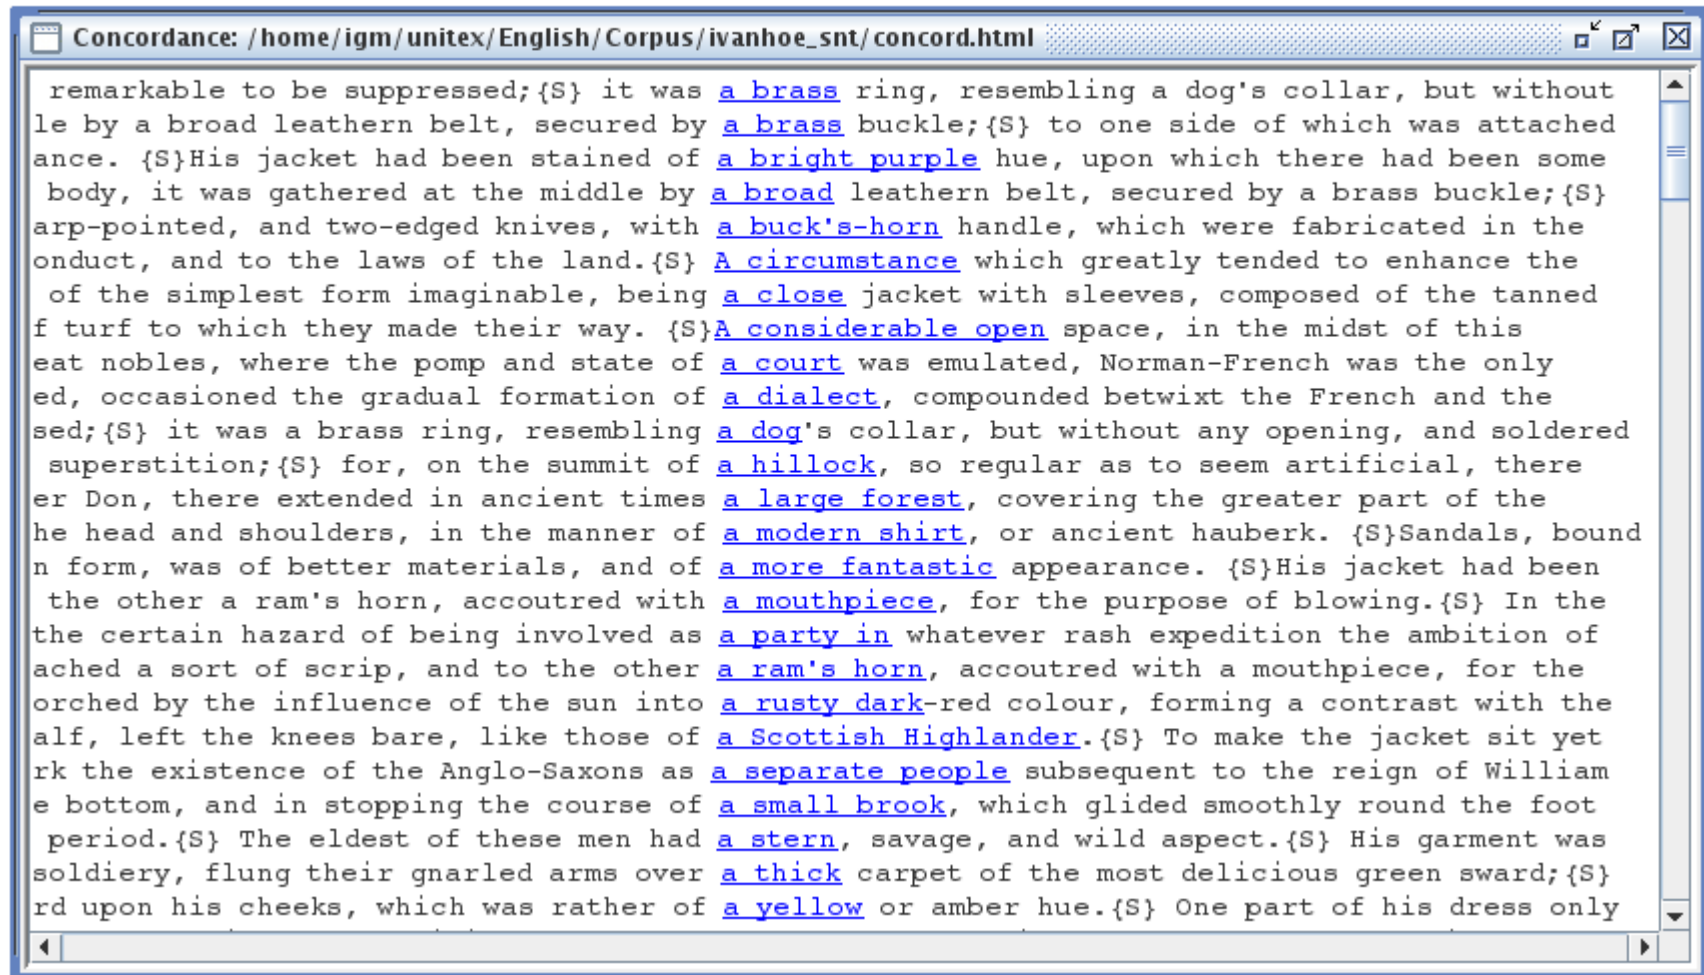 Concordance: /home/igm/unitex/English/Corpus/ivanhoe_snt/concord.html
remarkable to be suppressed;{S} it was a brass ring, resembling a dog's collar, but without
le by a broad leathern belt, secured by a brass buckle;{S} to one side of which was attached
ance. {S}His jacket had been stained of a bright purple hue, upon which there had been some
body, it was gathered at the middle by a broad leathern belt, secured by a brass buckle;{S}
arp-pointed, and two-edged knives, with a buck's-horn handle, which were fabricated in the
onduct, and to the laws of the land.{S} A circumstance which greatly tended to enhance the
of the simplest form imaginable, being a close jacket with sleeves, composed of the tanned
f turf to which they made their way. {S}A considerable open space, in the midst of this
eat nobles, where the pomp and state of a court was emulated, Norman-French was the only
ed, occasioned the gradual formation of a dialect, compounded betwixt the French and the
sed;{S} it was a brass ring, resembling a dog's collar, but without any opening, and soldered
superstition;{S} for, on the summit of a hillock, so regular as to seem artificial, there
er Don, there extended in ancient times a large forest, covering the greater part of the
he head and shoulders, in the manner of a modern shirt, or ancient hauberk. {S}Sandals, bound
n form, was of better materials, and of a more fantastic appearance. {S}His jacket had been
the other a ram's horn, accoutred with a mouthpiece, for the purpose of blowing.{S} In the
the certain hazard of being involved as a party in whatever rash expedition the ambition of
ached a sort of scrip, and to the other a ram's horn, accoutred with a mouthpiece, for the
orched by the influence of the sun into a rusty dark-red colour, forming a contrast with the
alf, left the knees bare, like those of a Scottish Highlander.{S} To make the jacket sit yet
rk the existence of the Anglo-Saxons as a separate people subsequent to the reign of William
e bottom, and in stopping the course of a small brook, which glided smoothly round the foot
period.{S} The eldest of these men had a stern, savage, and wild aspect.{S} His garment was
soldiery, flung their gnarled arms over a thick carpet of the most delicious green sward;{S}
rd upon his cheeks, which was rather of a yellow or amber hue.{S} One part of his dress only